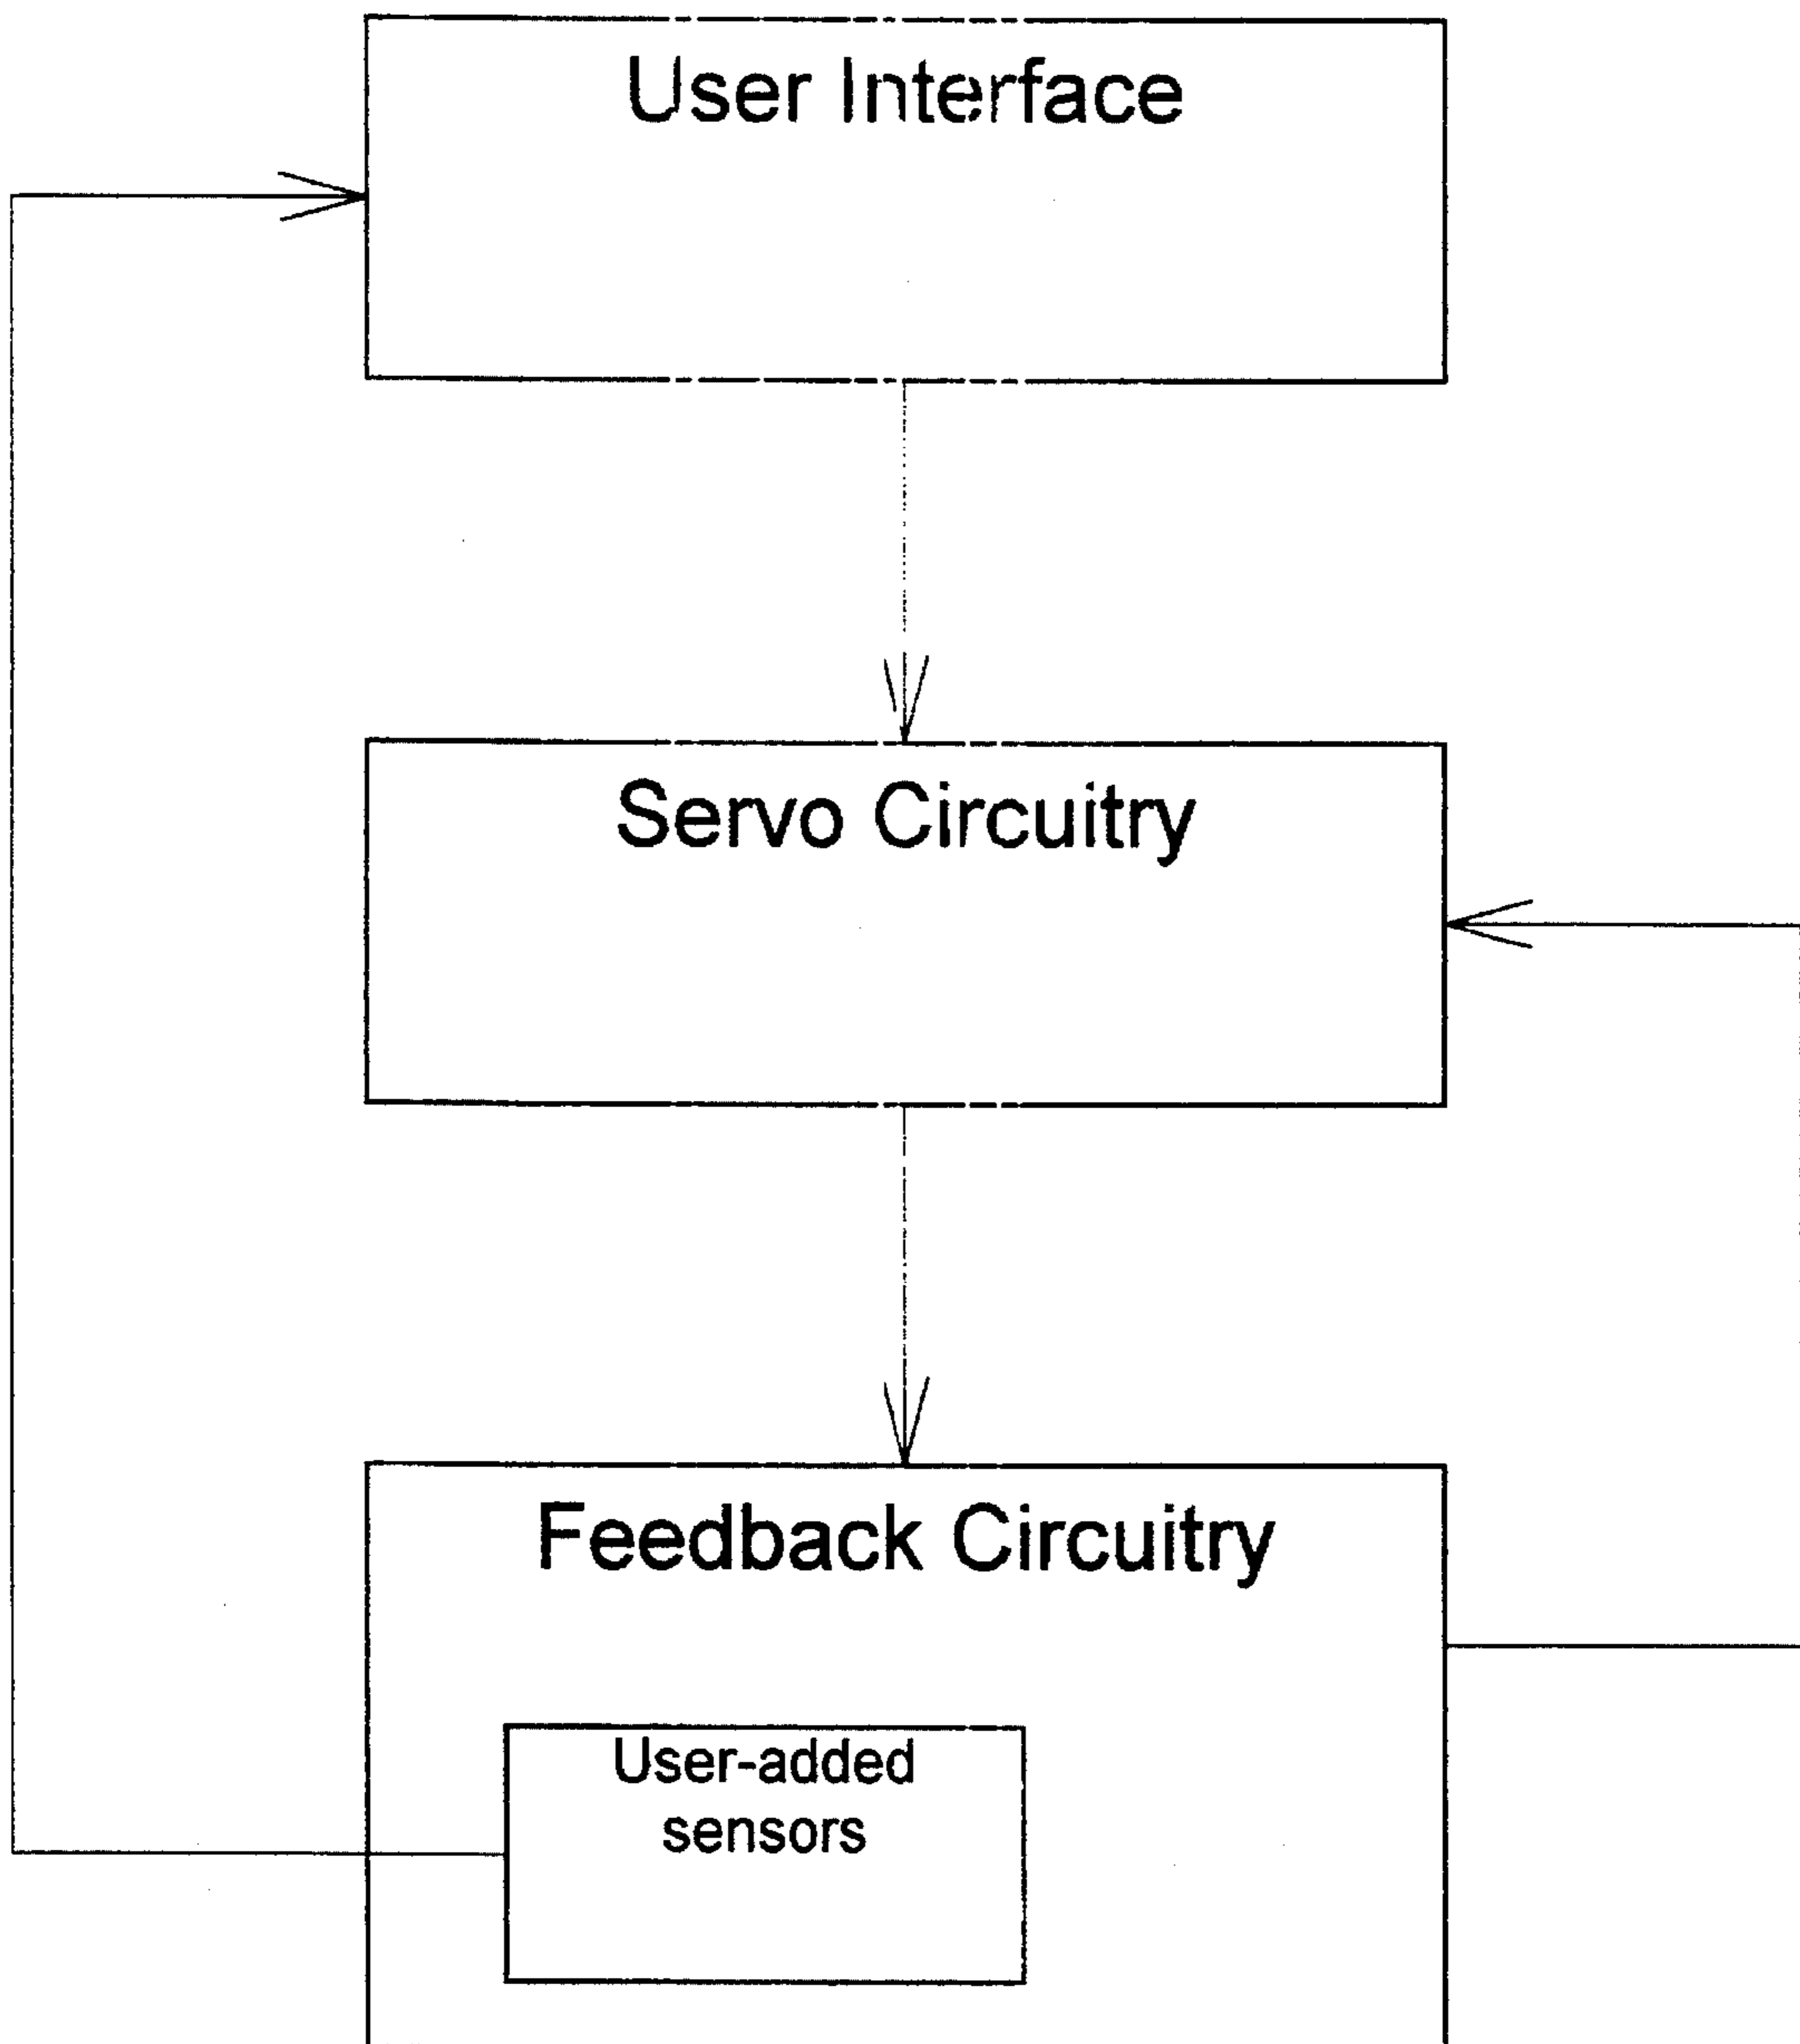 User Interface
Servo Circuitry
Feedback Circuitry
User-added
sensors